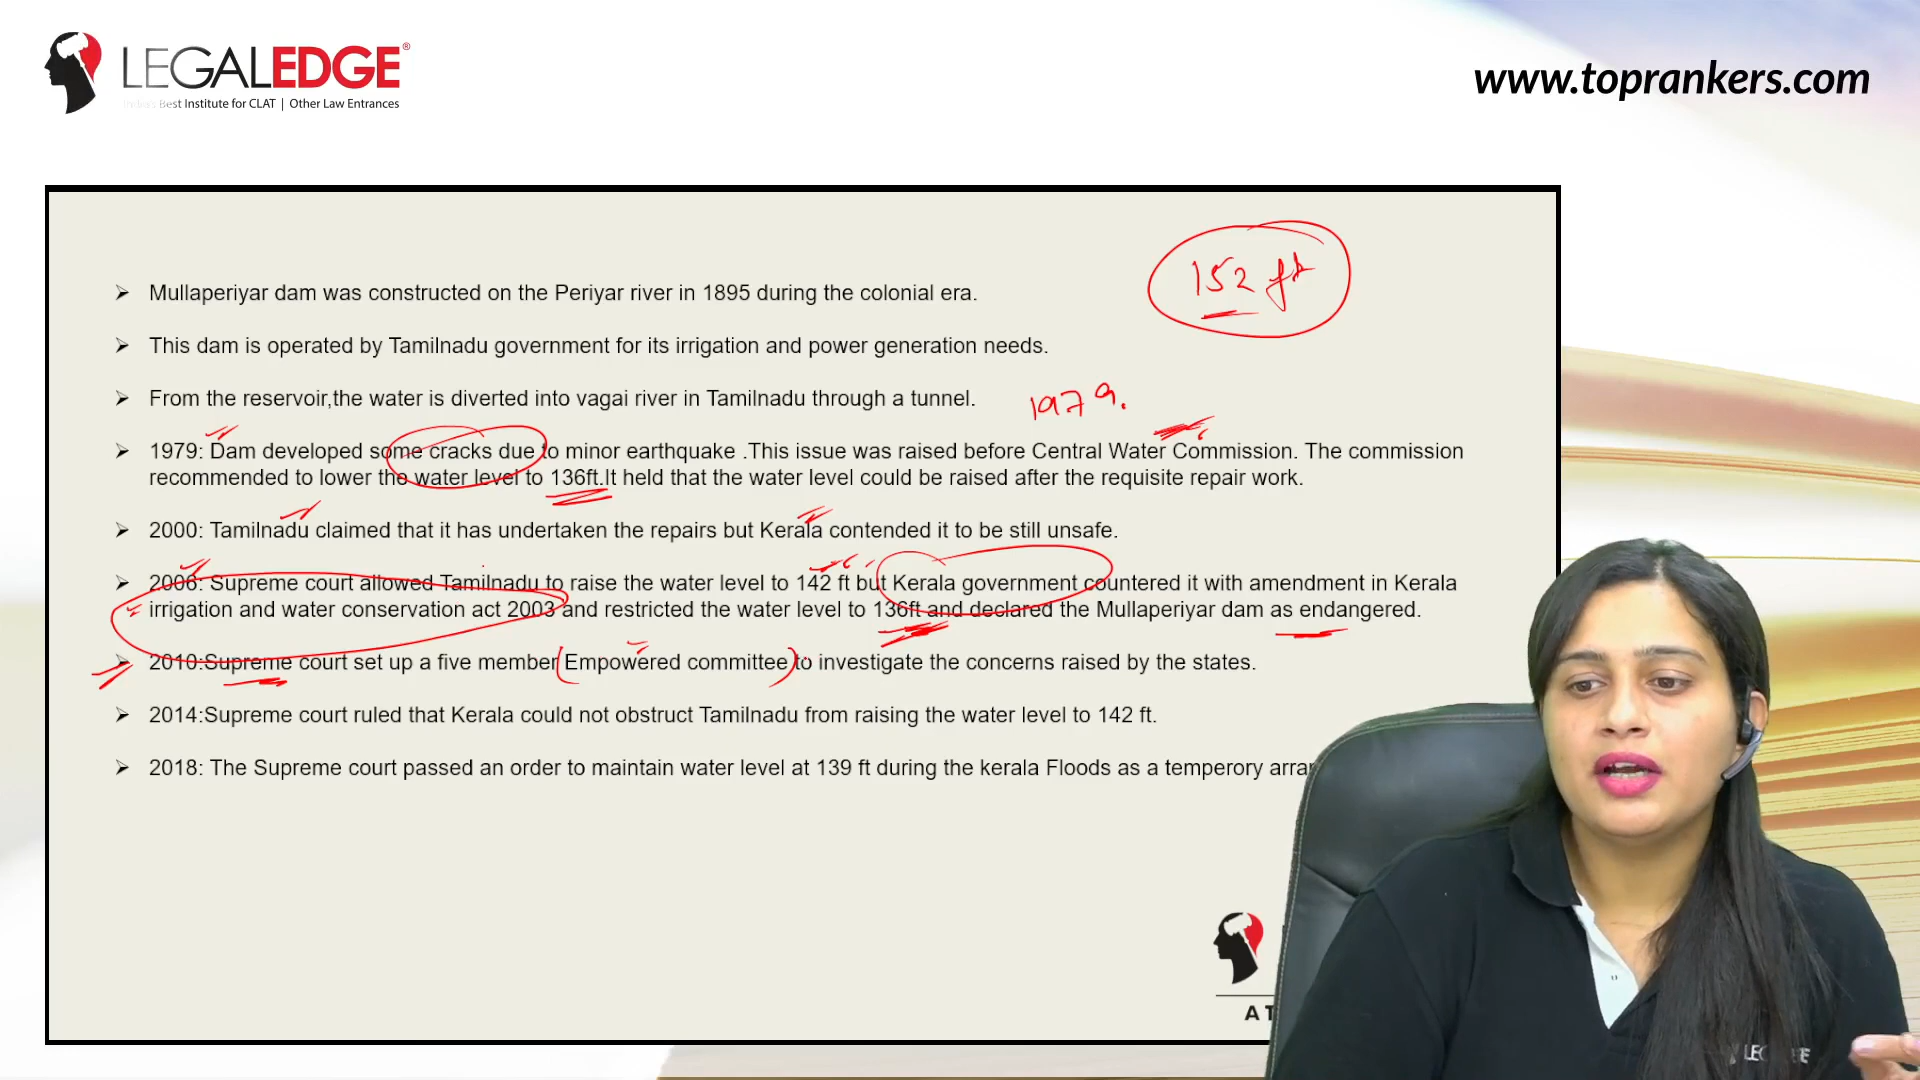 LEGALEDGE®
India's Best Institute for CLAT | Other Law Entrances
www.toprankers.com
152 ft
➢ Mullaperiyar dam was constructed on the Periyar river in 1895 during the colonial era.
➢ This dam is operated by Tamilnadu government for its irrigation and power generation needs.
➢ From the reservoir,the water is diverted into vagai river in Tamilnadu through a tunnel.
1979.
➢ 1979: Dam developed some cracks due to minor earthquake .This issue was raised before Central Water Commission. The commission
recommended to lower the water level to 136ft.It held that the water level could be raised after the requisite repair work.
➢ 2000: Tamilnadu claimed that it has undertaken the repairs but Kerala contended it to be still unsafe.
➢ 2006: Supreme court allowed Tamilnadu to raise the water level to 142 ft but Kerala government countered it with amendment in Kerala
irrigation and water conservation act 2003 and restricted the water level to 136ft and declared the Mullaperiyar dam as endangered.
➢ 2010:Supreme court set up a five member (Empowered committee) to investigate the concerns raised by the states.
➢ 2014:Supreme court ruled that Kerala could not obstruct Tamilnadu from raising the water level to 142 ft.
➢ 2018: The Supreme court passed an order to maintain water level at 139 ft during the kerala Floods as a temperory arra
AT
LEGALEDGE